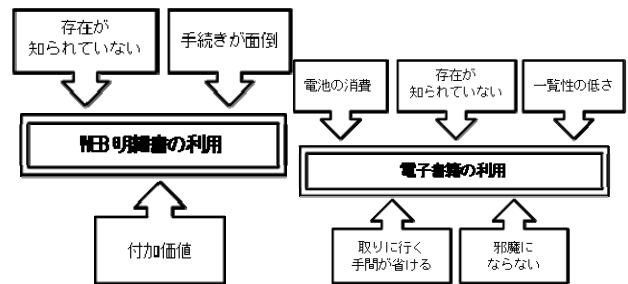 存在が
知られていない
手続きが面倒
WEB明細書の利用
付加価値
電池の消費
存在が
知られていない
一覧性の低さ
電子書籍の利用
取りに行く
手間が省ける
邪魔に
ならない